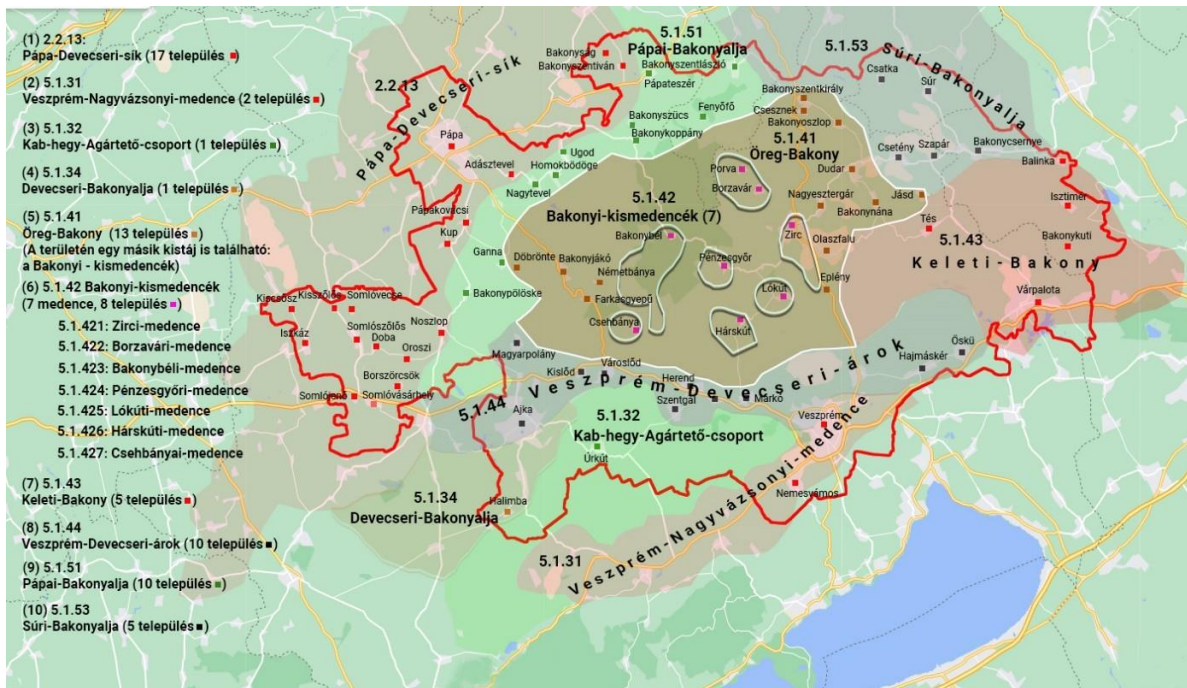 (1) 2.2.13:
Pápa-Devecseri-sík (17 település)
(2) 5.1.31
Veszprém-Nagyvázsonyi-medence (2 település)
(3) 5.1.32
Kab-hegy-Agártető-csoport (1 település)
(4) 5.1.34
Devecseri-Bakonyalja (1 település)
(5) 5.1.41
Öreg-Bakony (13 település)
(A területén egy másik kistáj is található:
a Bakonyi - kismedencék)
(6) 5.1.42 Bakonyi-kismedencék
(7 medence, 8 település)
5.1.421: Zirci-medence
5.1.422: Borzavári-medence
5.1.423: Bakonybéli-medence
5.1.424: Pénzesgyőri-medence
5.1.425: Lókúti-medence
5.1.426: Hárskúti-medence
5.1.427: Csehbányai-medence
(7) 5.1.43
Keleti-Bakony (5 település)
(8) 5.1.44
Veszprém-Devecseri-árok (10 település)
(9) 5.1.51
Pápai-Bakonyalja (10 település)
(10) 5.1.53
Súri-Bakonyalja (5 település)
2.2.13
Pápa-Devecseri-sík
5.1.51
Pápai-Bakonyalja
5.1.53
Súri-Bakonyalja
Bakonyság
Bakonyszentiván
Bakonyszentlászló
Pápateszér
Csatka
Súr
Bakonyszentkirály
Csesznek
Bakonyoszlop
Fenyőfő
Bakonyszücs
Bakonykoppány
Pápa
Ugod
Adásztevel
Homokbödöge
Nagytevel
5.1.41
Öreg-Bakony
Csetény
Szápár
Bakonycsernye
Balinka
Dudar
Porva
Borzavár
Nagyesztergár
Jásd
Bakonynána
Isztimér
Pápakovácsi
Kup
5.1.42
Bakonyi-kismedencék (7)
Bakonybél
Zirc
Tés
Olaszfalu
Bakonykuti
5.1.43
Keleti-Bakony
Ganna
Döbrönte
Bakonyjákó
Németbánya
Pénzesgyőr
Lókút
Eplény
Várpalota
Kiscsősz
Kisszőlős
Somlóvecse
Bakonypölöske
Farkasgyepű
Iszkáz
Somlószőlős
Doba
Noszlop
Oroszi
Csehbánya
Hárskút
Magyarpolány
Öskü
Hajmáskér
Borszörcsök
Somlójenő
Somlóvásárhely
Kislőd
Városlőd
Herend
Szentgál
Márkó
5.1.44
Veszprém-Devecseri-árok
Ajka
5.1.32
Kab-hegy-Agártető-csoport
Veszprém
Úrkút
Nemesvámos
5.1.34
Devecseri-Bakonyalja
Halimba
5.1.31
Veszprém-Nagyvázsonyi-medence